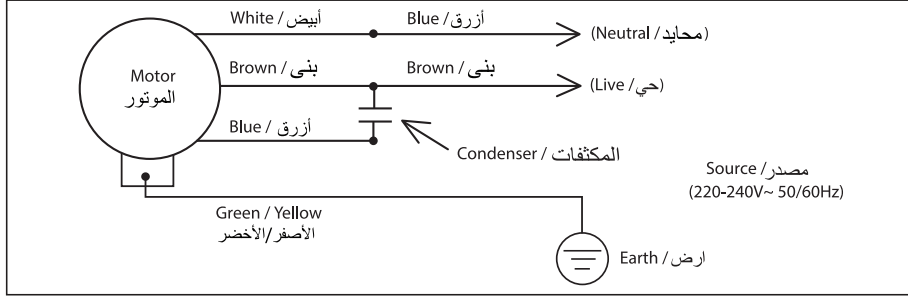 White / أبيض
Blue / أزرق
(Neutral / محايد)
Motor
الموتور
Brown / بنى
Brown / بنى
(Live / حي)
Blue / أزرق
Condenser / المكثفات
Source / مصدر
(220-240V~ 50/60Hz)
Green / Yellow
الأصفر/الأخضر
Earth / ارض